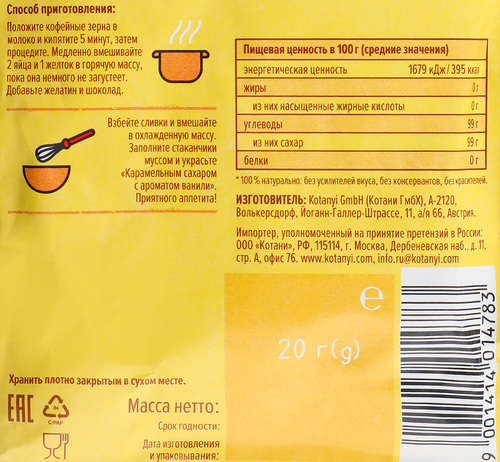 Способ приготовления:
Положите кофейные зерна в
молоко и кипятите 5 минут, затем
процедите. Медленно вмешивайте
2 яйца и 1 желток в горячую массу,
пока она немного не загустеет.
Добавьте желатин и шоколад.
Взбейте сливки и вмешайте
в охлажденную массу.
Заполните стаканчики
муссом и украсьте
«Карамельным сахаром
с ароматом ванили».
Приятного аппетита!
Пищевая ценность в 100 г (средние значения)
энергетическая ценность 1679 кДж / 395 ккал
жиры 0 г
из них насыщенные жирные кислоты 0 г
углеводы 99 г
из них сахар 99 г
белки 0 г
* 100 % натурально: без усилителей вкуса, без консервантов, без красителей.
ИЗГОТОВИТЕЛЬ: Kotanyi GmbH (Котани ГмбХ), А-2120,
Волькерсдорф, Йоганн-Галлер-Штрассе, 11, а/я 66, Австрия.
Импортер, уполномоченный на принятие претензий в России:
ООО «Котани», РФ, 115114, г. Москва, Дербеневская наб., д. 11,
стр. А, офис 76. www.kotanyi.com, info.ru@kotanyi.com
℮
20 г(g)
9 001414 014783
Хранить плотно закрытым в сухом месте.
EAC
84
C/PAP
Масса нетто:
Срок годности:
Дата изготовления
и упаковывания: